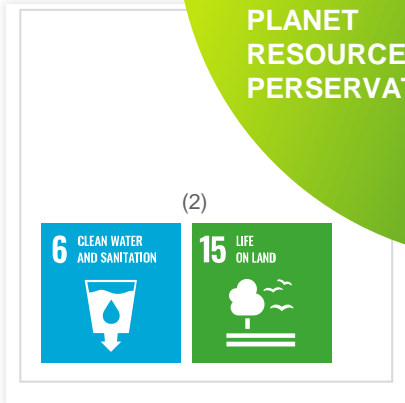 PLANET
RESOURCE
PERSERVAT
(2)
6 CLEAN WATER
AND SANITATION
15 LIFE
ON LAND